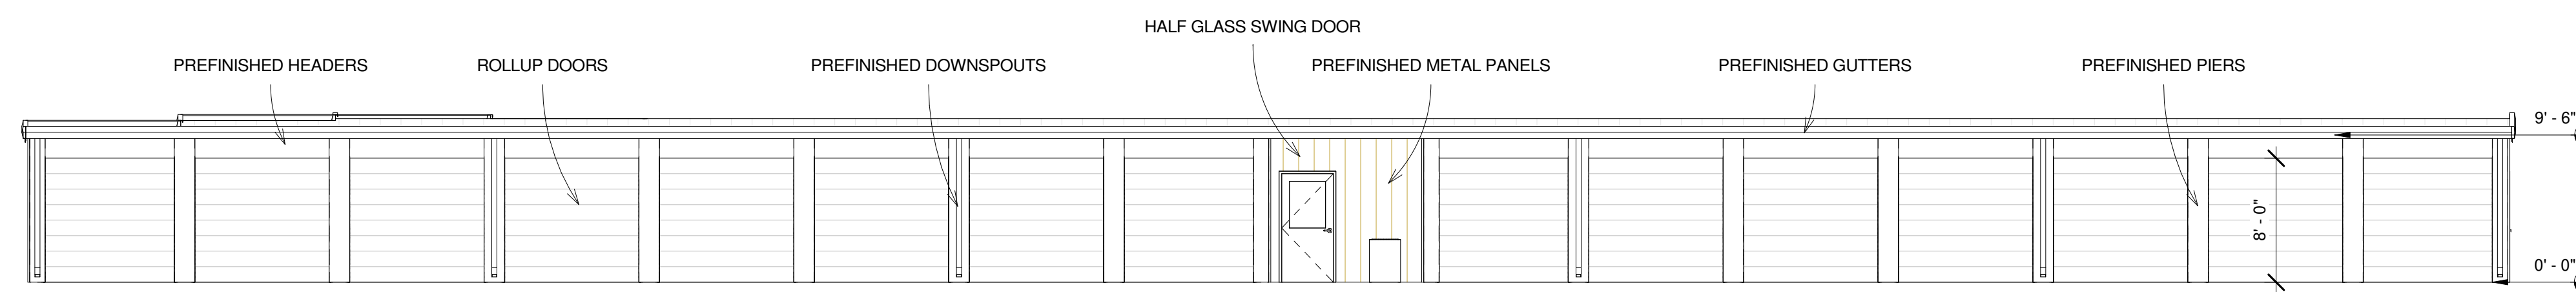 HALF GLASS SWING DOOR
PREFINISHED HEADERS
ROLLUP DOORS
PREFINISHED DOWNSPOUTS
PREFINISHED METAL PANELS
PREFINISHED GUTTERS
PREFINISHED PIERS
9' - 6"
8' - 0"
0' - 0"